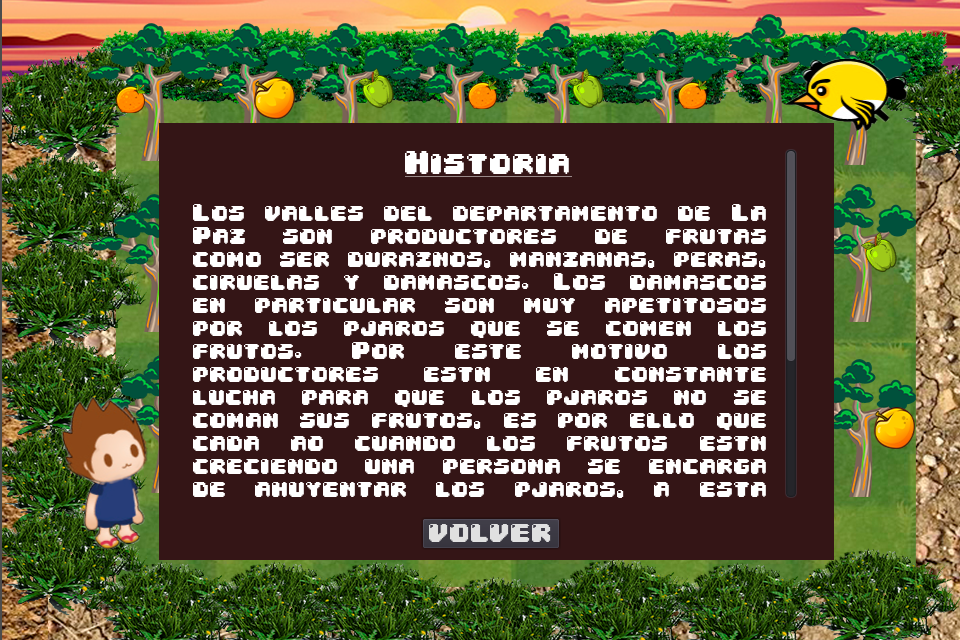 Historia
Los valles del departamento de La
Paz son productores de frutas
como ser duraznos, manzanas, peras,
ciruelas y damascos. Los damascos
en particular son muy apetitosos
por los pjaros que se comen los
frutos. Por este motivo los
productores estn en constante
lucha para que los pjaros no se
coman sus frutos, es por ello que
cada ao cuando los frutos estn
creciendo una persona se encarga
de ahuyentar los pjaros, a esta
VOLVER